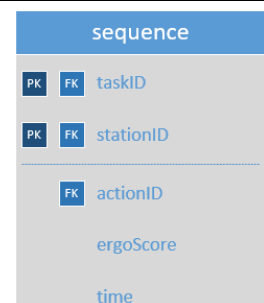 sequence
PK FK taskID
PK FK stationID
FK actionID
ergoScore
time